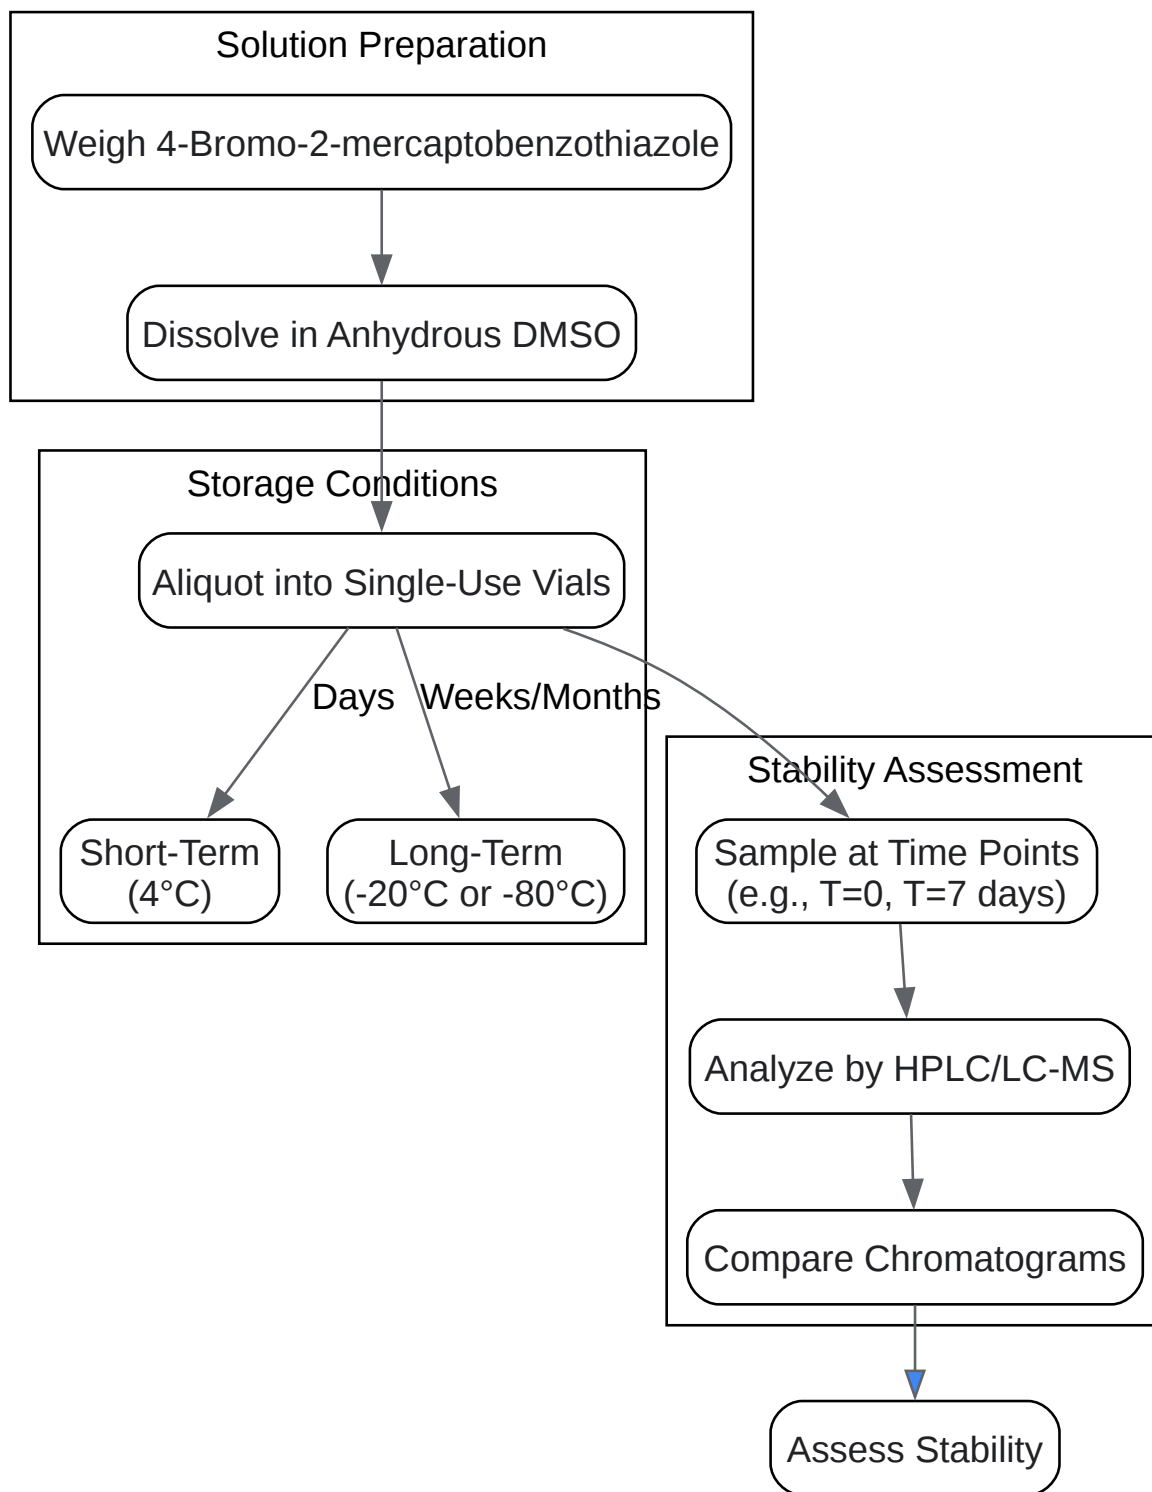 Solution Preparation
Weigh 4-Bromo-2-mercaptobenzothiazole
Dissolve in Anhydrous DMSO
Storage Conditions
Aliquot into Single-Use Vials
Days
Weeks/Months
Short-Term
(4°C)
Long-Term
(-20°C or -80°C)
Stability Assessment
Sample at Time Points
(e.g., T=0, T=7 days)
Analyze by HPLC/LC-MS
Compare Chromatograms
Assess Stability